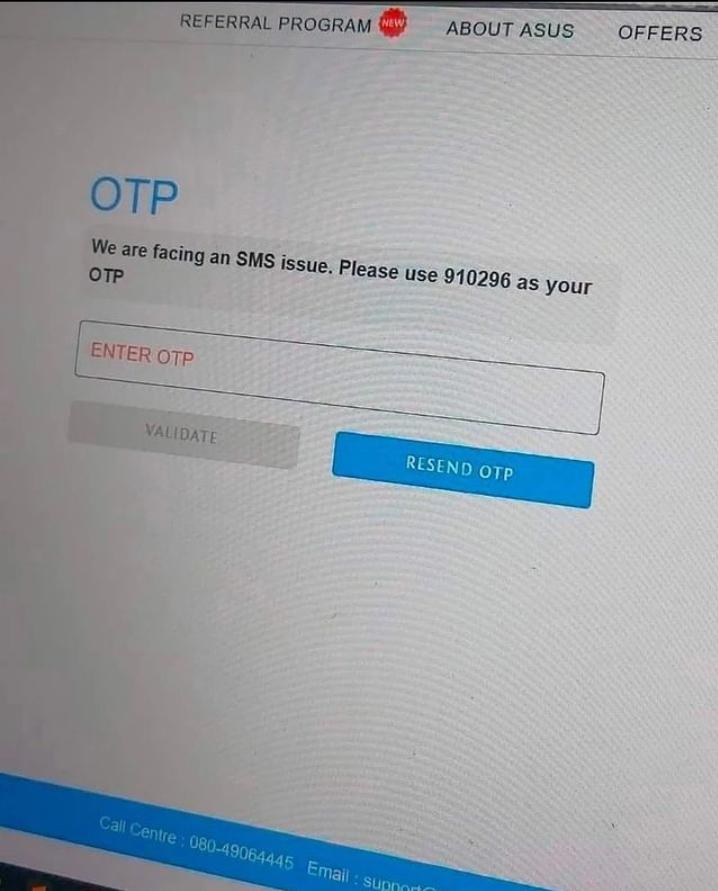 REFERRAL PROGRAM NEW ABOUT ASUS OFFERS
OTP
We are facing an SMS issue. Please use 910296 as your
OTP
ENTER OTP
VALIDATE RESEND OTP
Call Centre : 080-49064445 Email : support@